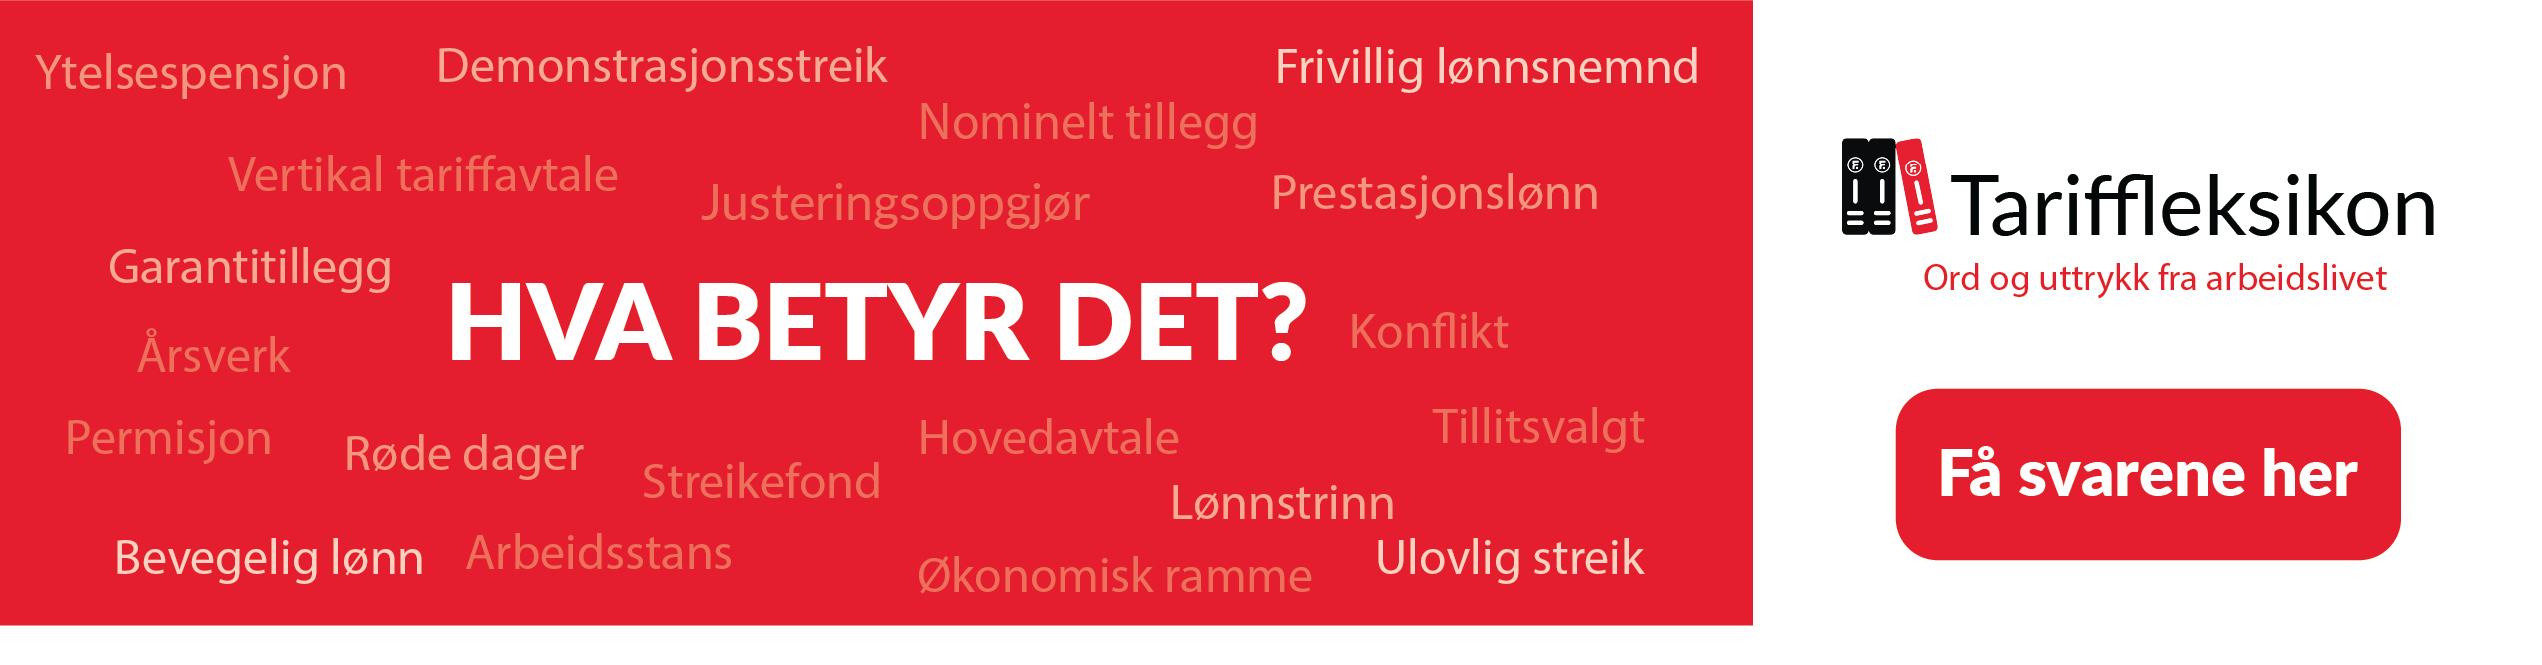 Ytelsespensjon
Demonstrasjonsstreik
Frivillig lønnsnemnd
Nominelt tillegg
Vertikal tariffavtale
Justeringsoppgjør
Prestasjonslønn
Garantitillegg
HVA BETYR DET?
Konflikt
Årsverk
Permisjon
Røde dager
Hovedavtale
Tillitsvalgt
Streikefond
Lønnstrinn
Bevegelig lønn
Arbeidsstans
Økonomisk ramme
Ulovlig streik
Tariffleksikon
Ord og uttrykk fra arbeidslivet
Få svarene her